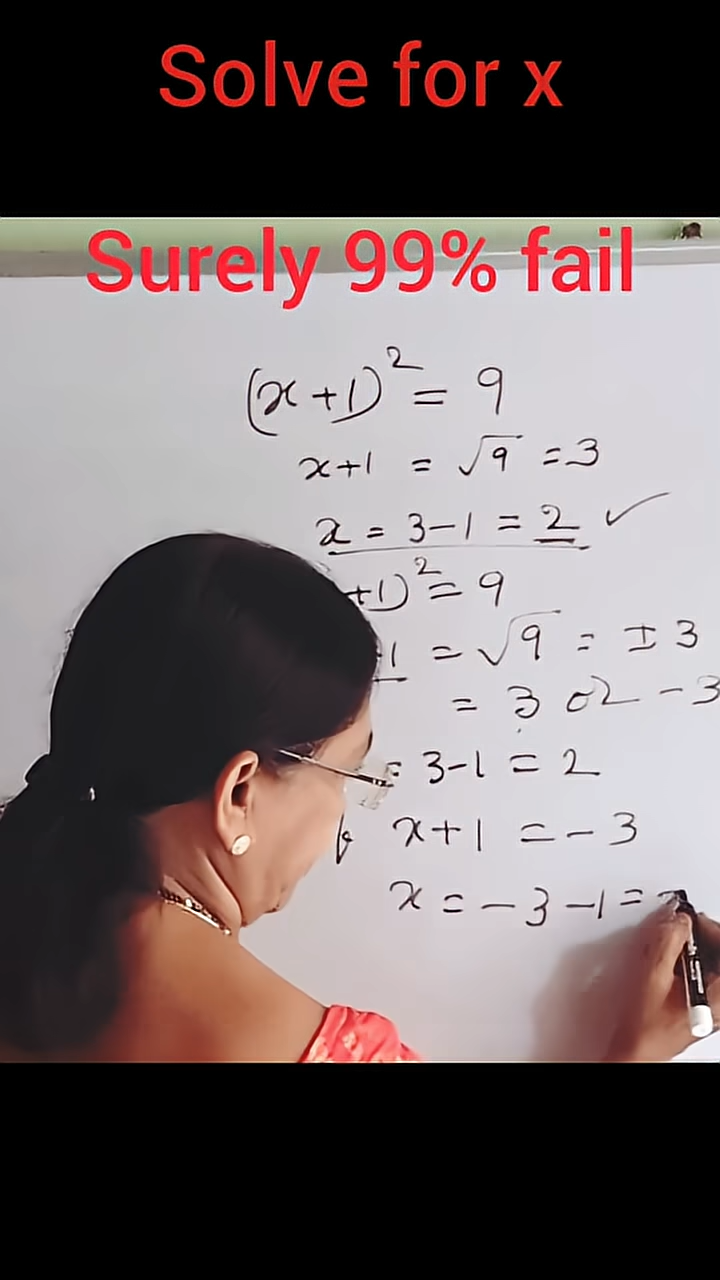 Solve for x
Surely 99% fail
(x+1)² = 9
x+1 = √9 = 3
x = 3-1 = 2 ✓
+1)² = 9
1 = √9 = ±3
= 3 or -3
= 3-1 = 2
x+1 = -3
x = -3-1 =